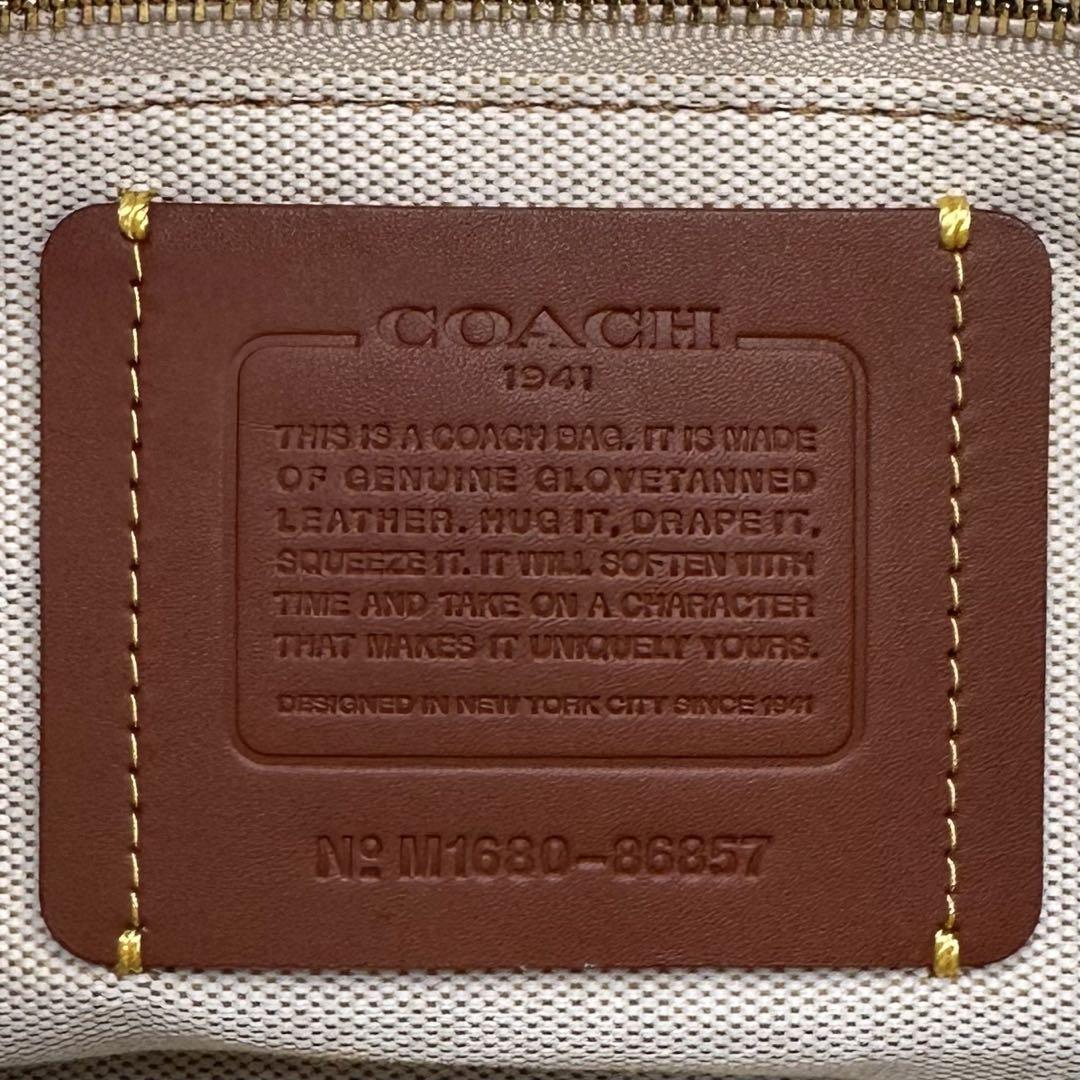 COACH
1941
THIS IS A COACH BAG. IT IS MADE
OF GENUINE GLOVETANNED
LEATHER. HUG IT, DRAPE IT,
SQUEEZE IT. IT WILL SOFTEN WITH
TIME AND TAKE ON A CHARACTER
THAT MAKES IT UNIQUELY YOURS.
DESIGNED IN NEW YORK CITY SINCE 1941
Nº M1680-86857